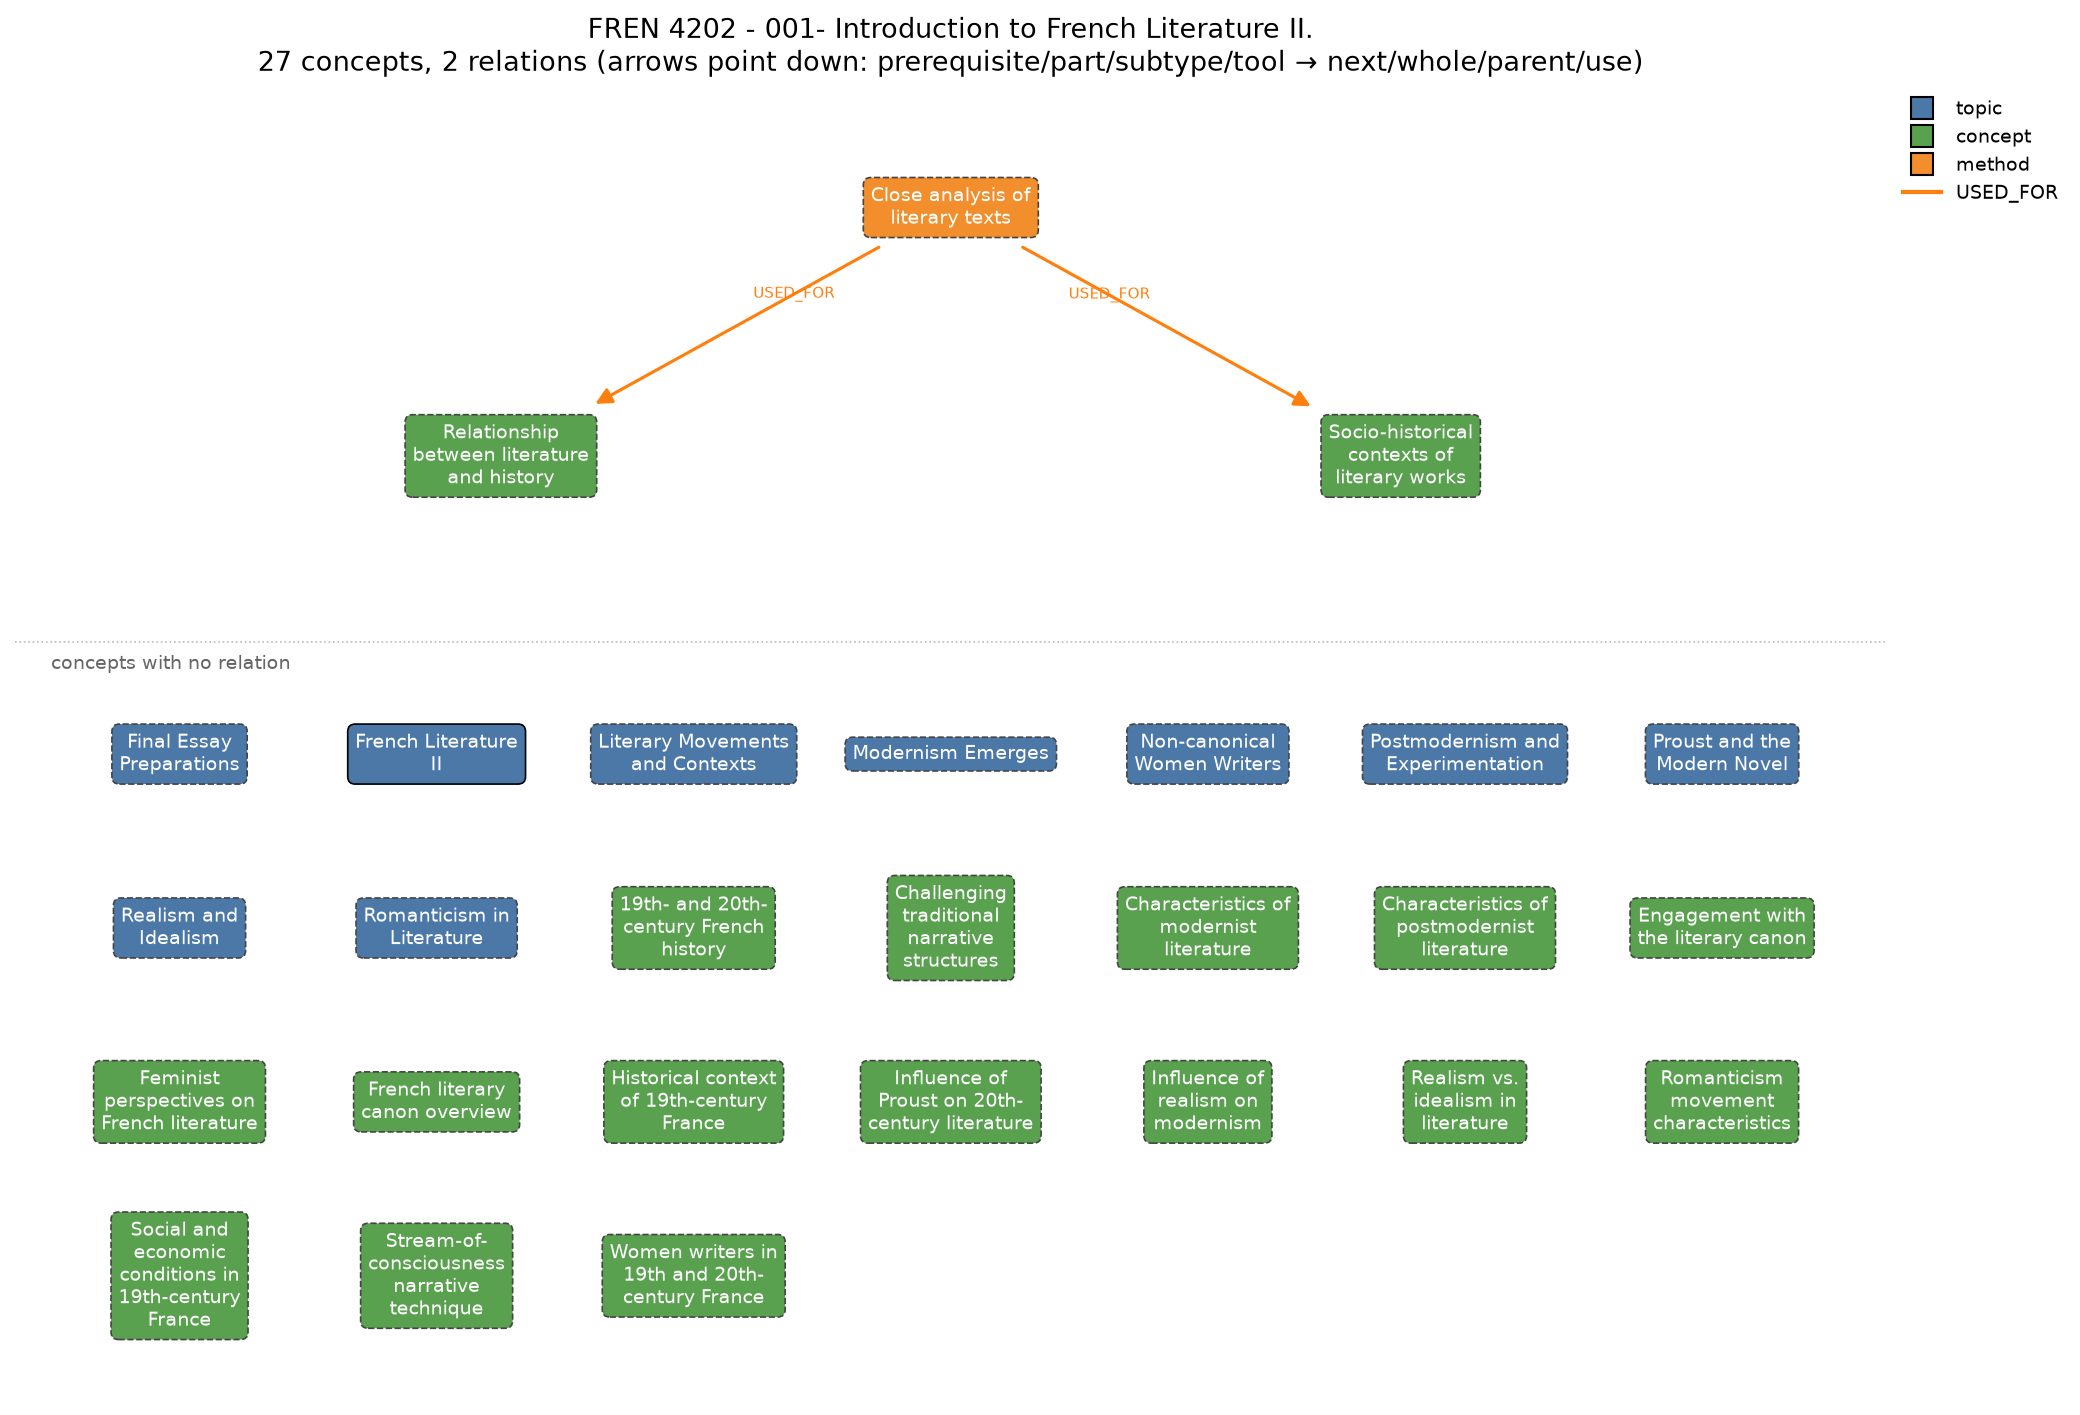 FREN 4202 - 001- Introduction to French Literature II.
27 concepts, 2 relations (arrows point down: prerequisite/part/subtype/tool → next/whole/parent/use)
topic
concept
method
USED_FOR
Close analysis of
literary texts
USED_FOR
USED_FOR
Relationship
between literature
and history
Socio-historical
contexts of
literary works
concepts with no relation
Final Essay
Preparations
French Literature
II
Literary Movements
and Contexts
Modernism Emerges
Non-canonical
Women Writers
Postmodernism and
Experimentation
Proust and the
Modern Novel
Realism and
Idealism
Romanticism in
Literature
19th- and 20th-
century French
history
Challenging
traditional
narrative
structures
Characteristics of
modernist
literature
Characteristics of
postmodernist
literature
Engagement with
the literary canon
Feminist
perspectives on
French literature
French literary
canon overview
Historical context
of 19th-century
France
Influence of
Proust on 20th-
century literature
Influence of
realism on
modernism
Realism vs.
idealism in
literature
Romanticism
movement
characteristics
Social and
economic
conditions in
19th-century
France
Stream-of-
consciousness
narrative
technique
Women writers in
19th and 20th-
century France